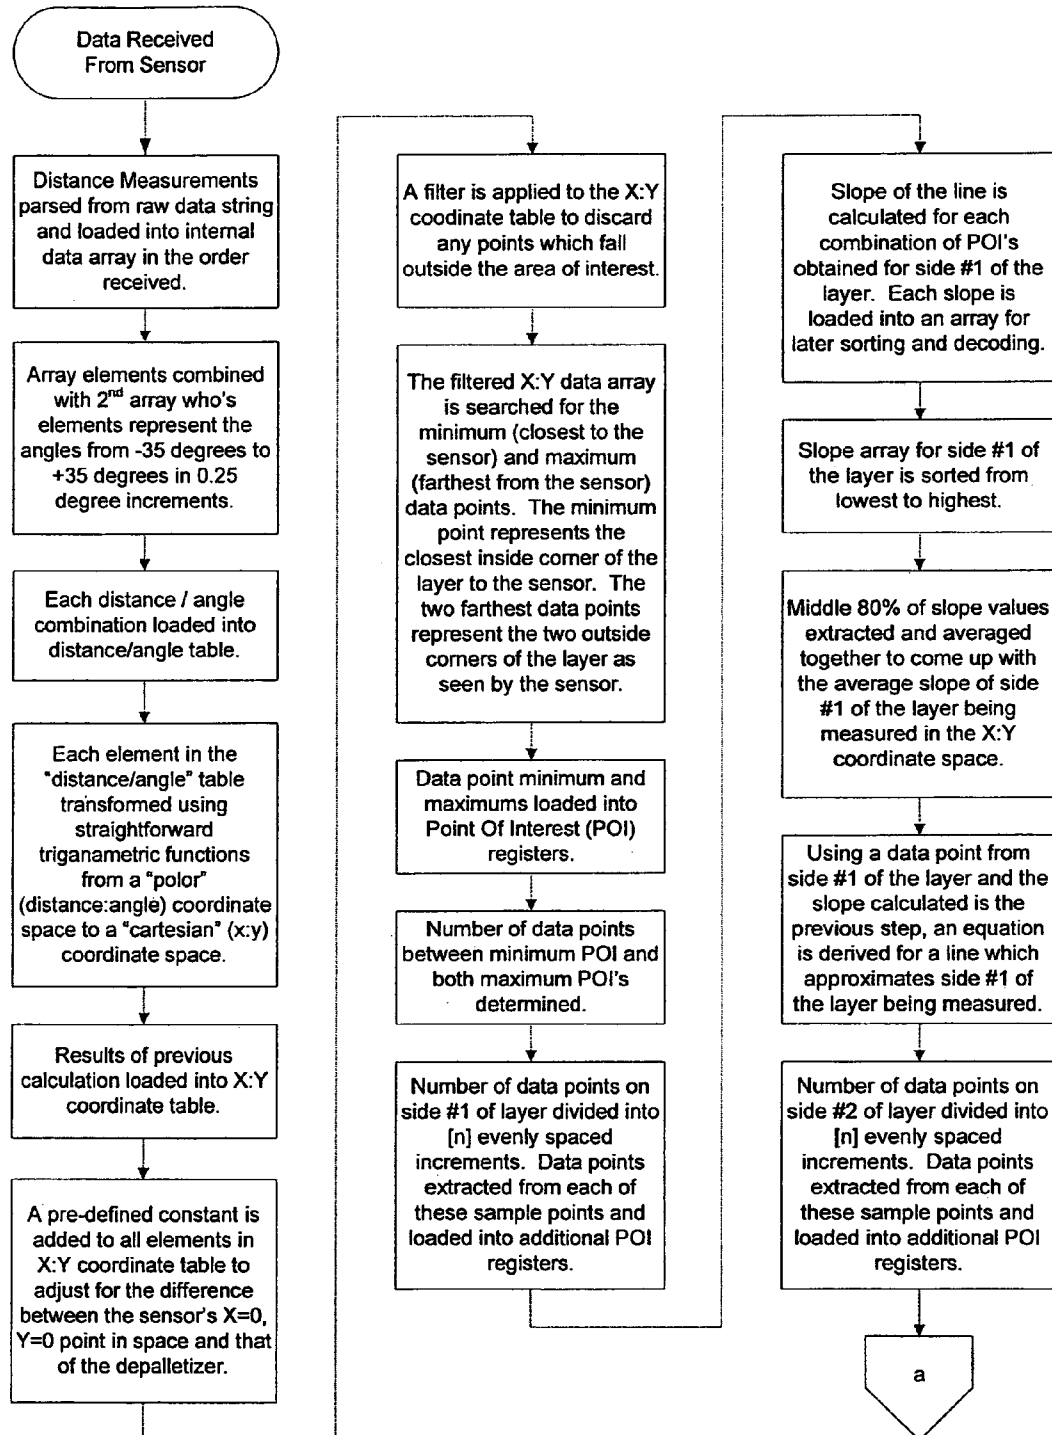 Data Received
From Sensor
Distance Measurements
parsed from raw data string
and loaded into internal
data array in the order
received.
Array elements combined
with 2nd array who's
elements represent the
angles from -35 degrees to
+35 degrees in 0.25
degree increments.
Each distance / angle
combination loaded into
distance/angle table.
Each element in the
"distance/angle" table
transformed using
straightforward
triganametric functions
from a "polor"
(distance:angle) coordinate
space to a "cartesian" (x:y)
coordinate space.
Results of previous
calculation loaded into X:Y
coordinate table.
A pre-defined constant is
added to all elements in
X:Y coordinate table to
adjust for the difference
between the sensor's X=0,
Y=0 point in space and that
of the depalletizer.
A filter is applied to the X:Y
coodinate table to discard
any points which fall
outside the area of interest.
The filtered X:Y data array
is searched for the
minimum (closest to the
sensor) and maximum
(farthest from the sensor)
data points. The minimum
point represents the
closest inside corner of the
layer to the sensor. The
two farthest data points
represent the two outside
corners of the layer as
seen by the sensor.
Data point minimum and
maximums loaded into
Point Of Interest (POI)
registers.
Number of data points
between minimum POI and
both maximum POI's
determined.
Number of data points on
side #1 of layer divided into
[n] evenly spaced
increments. Data points
extracted from each of
these sample points and
loaded into additional POI
registers.
Slope of the line is
calculated for each
combination of POI's
obtained for side #1 of the
layer. Each slope is
loaded into an array for
later sorting and decoding.
Slope array for side #1 of
the layer is sorted from
lowest to highest.
Middle 80% of slope values
extracted and averaged
together to come up with
the average slope of side
#1 of the layer being
measured in the X:Y
coordinate space.
Using a data point from
side #1 of the layer and the
slope calculated is the
previous step, an equation
is derived for a line which
approximates side #1 of
the layer being measured.
Number of data points on
side #2 of layer divided into
[n] evenly spaced
increments. Data points
extracted from each of
these sample points and
loaded into additional POI
registers.
a